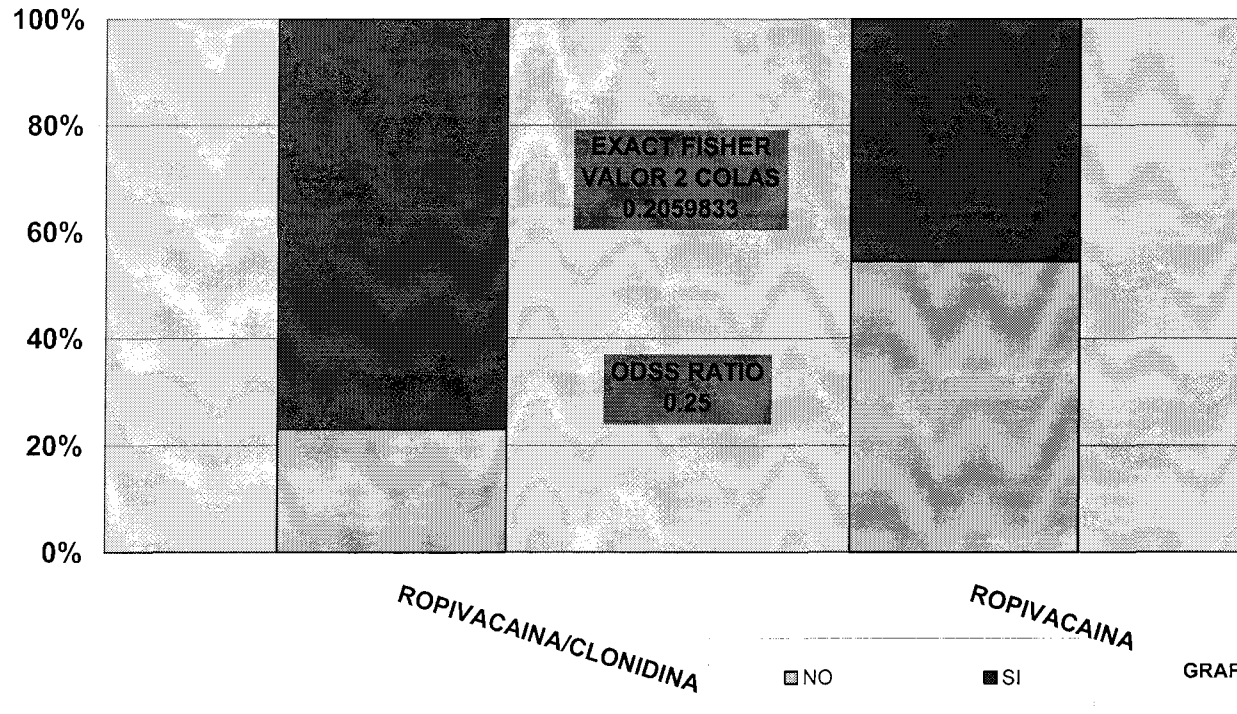 100%
80%
60%
40%
20%
0%
EXACT FISHER
VALOR 2 COLAS
0.2059833
ODSS RATIO
0.25
ROPIVACAINA/CLONIDINA
ROPIVACAINA
NO
SI
GRAF